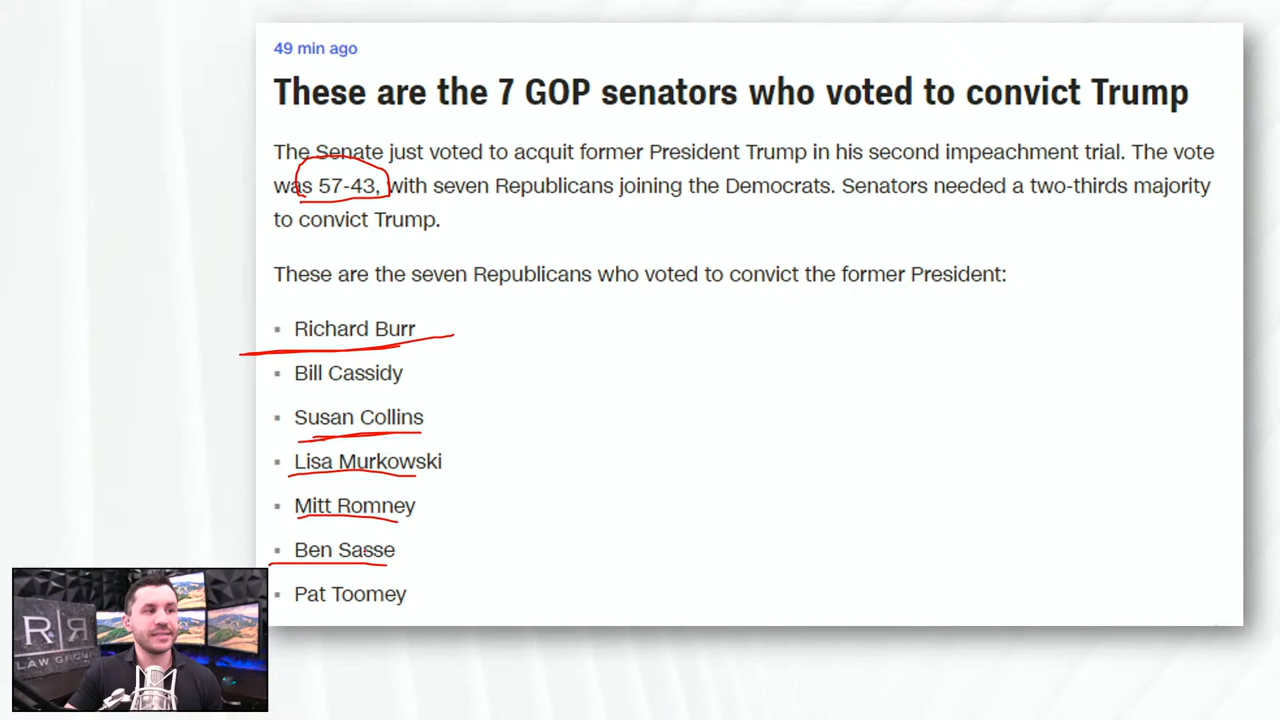 49 min ago
These are the 7 GOP senators who voted to convict Trump
The Senate just voted to acquit former President Trump in his second impeachment trial. The vote
was 57-43, with seven Republicans joining the Democrats. Senators needed a two-thirds majority
to convict Trump.
These are the seven Republicans who voted to convict the former President:
▪ Richard Burr
▪ Bill Cassidy
▪ Susan Collins
▪ Lisa Murkowski
▪ Mitt Romney
▪ Ben Sasse
▪ Pat Toomey
R|R
LAW GROU